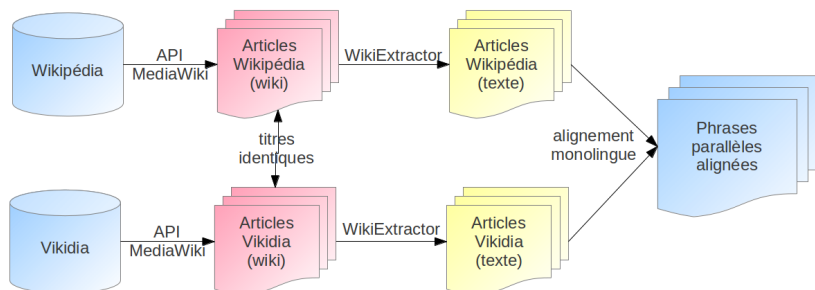 Wikipédia
API
MediaWiki
Articles
Wikipédia
(wiki)
WikiExtractor
Articles
Wikipédia
(texte)
titres
identiques
alignement
monolingue
Phrases
parallèles
alignées
Vikidia
API
MediaWiki
Articles
Vikidia
(wiki)
WikiExtractor
Articles
Vikidia
(texte)